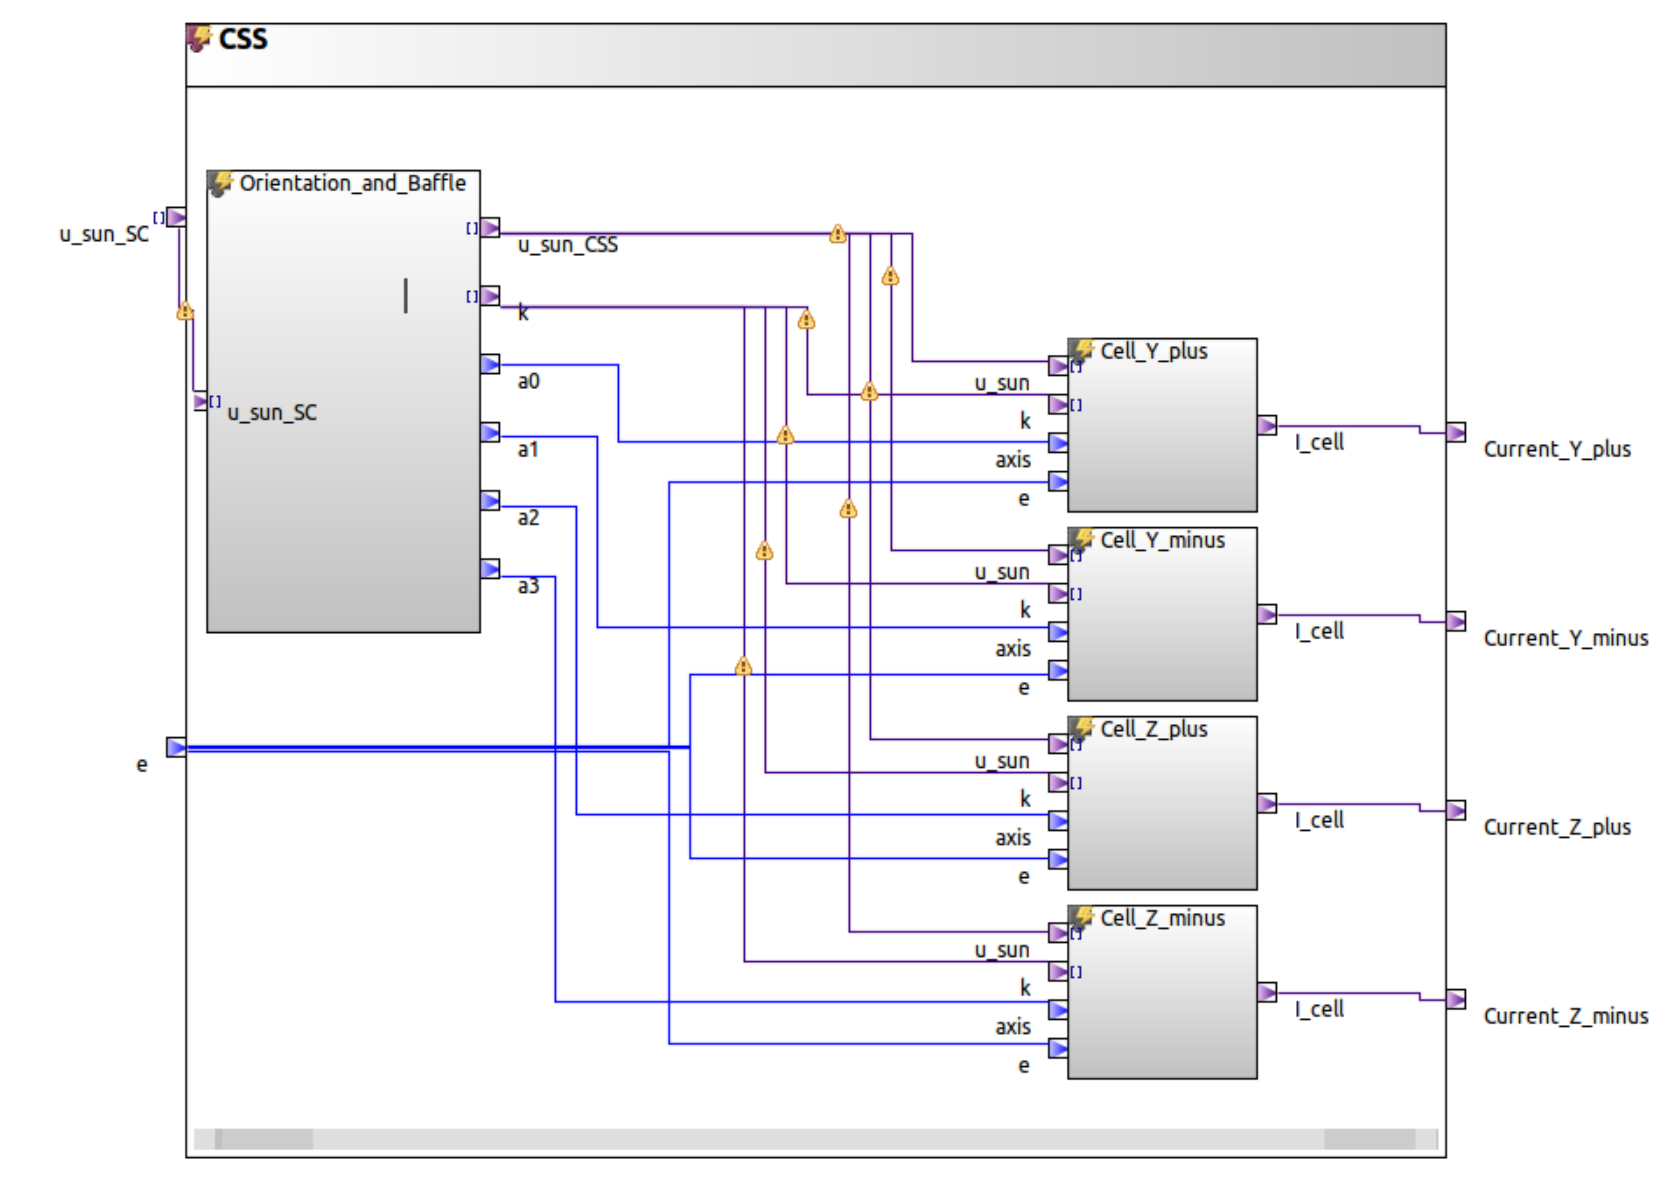 CSS
Orientation_and_Baffle
u_sun_SC
[]
[]
u_sun_CSS
[]
k
[]
u_sun_SC
a0
a1
a2
a3
e
Cell_Y_plus
[]
u_sun
[]
k
axis
e
I_cell
Current_Y_plus
Cell_Y_minus
[]
u_sun
[]
k
axis
e
I_cell
Current_Y_minus
Cell_Z_plus
[]
u_sun
[]
k
axis
e
I_cell
Current_Z_plus
Cell_Z_minus
[]
u_sun
[]
k
axis
e
I_cell
Current_Z_minus